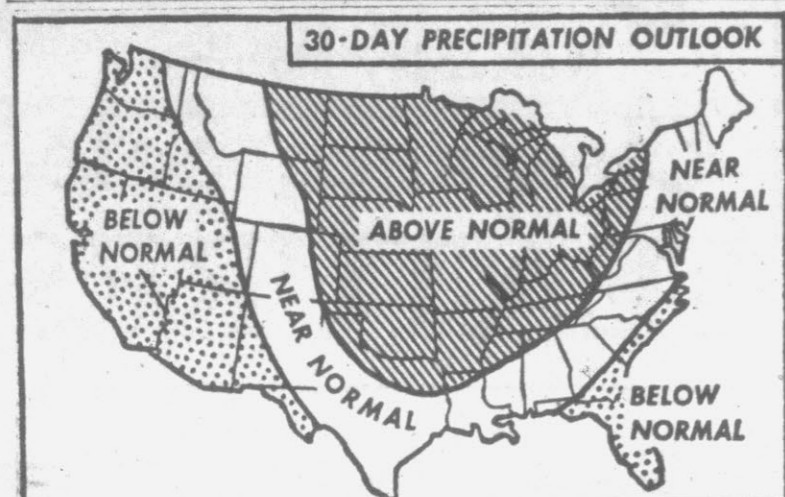 30-DAY PRECIPITATION OUTLOOK
NEAR
NORMAL
BELOW
NORMAL
ABOVE NORMAL
NEAR
NORMAL
BELOW
NORMAL